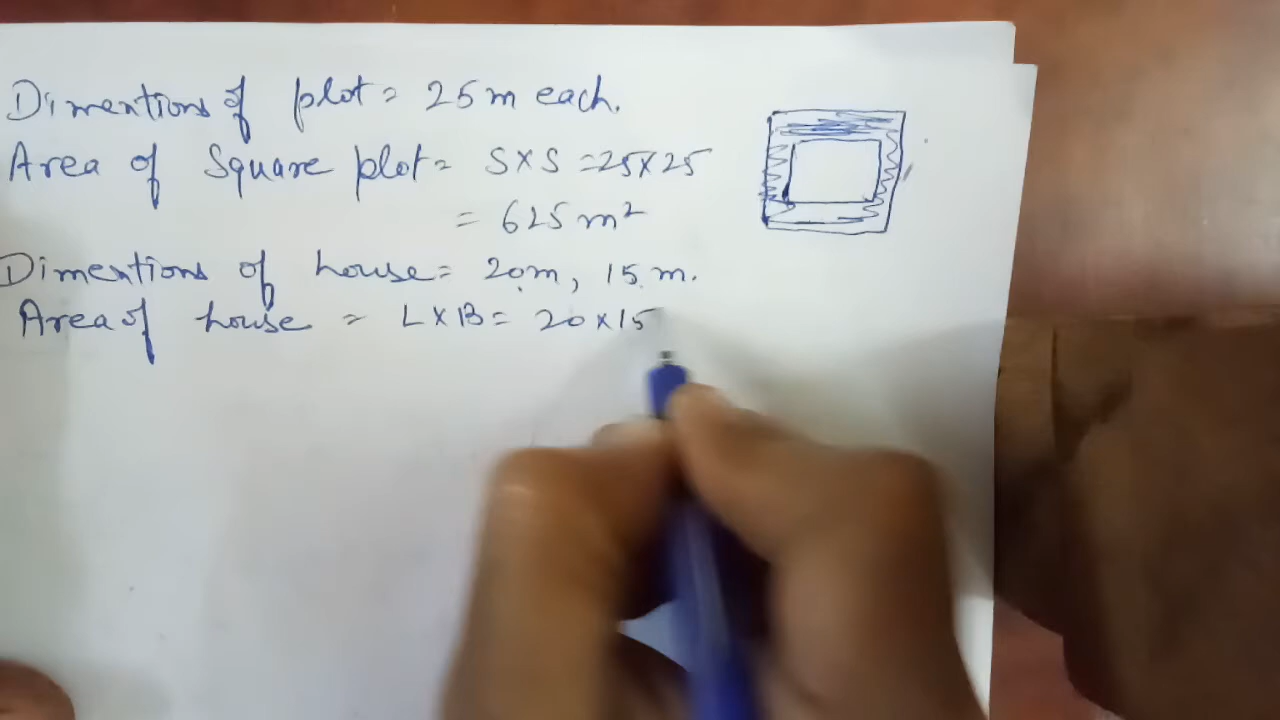 Dimentions of plot = 25 m each.
Area of Square plot = S×S = 25×25
= 625 m²
Dimentions of house = 20m, 15 m.
Area of house = L×B = 20×15